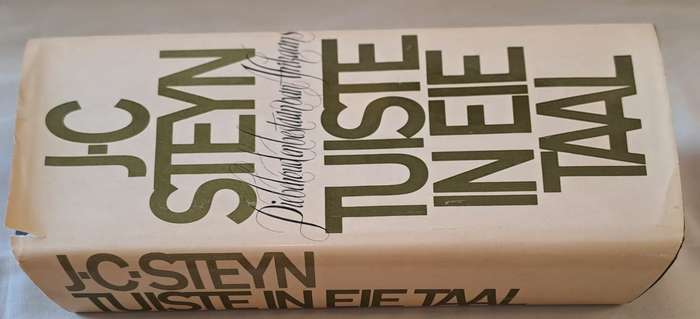 J·C
STEYN
Die behoud en bestaan van Afrikaans
TUISTE
IN EIE
TAAL
J·C·STEYN
TUISTE IN EIE TAAL